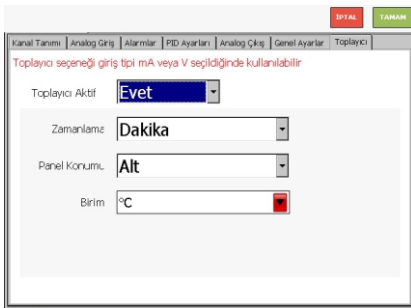 İPTAL TAMAM
Kanal Tanımı Analog Giriş Alarmlar PID Ayarları Analog Çıkış Genel Ayarlar Toplayıcı
Toplayıcı seçeneği giriş tipi mA veya V seçildiğinde kullanılabilir
Toplayıcı Aktif Evet
Zamanlama Dakika
Panel Konumu Alt
Birim °C